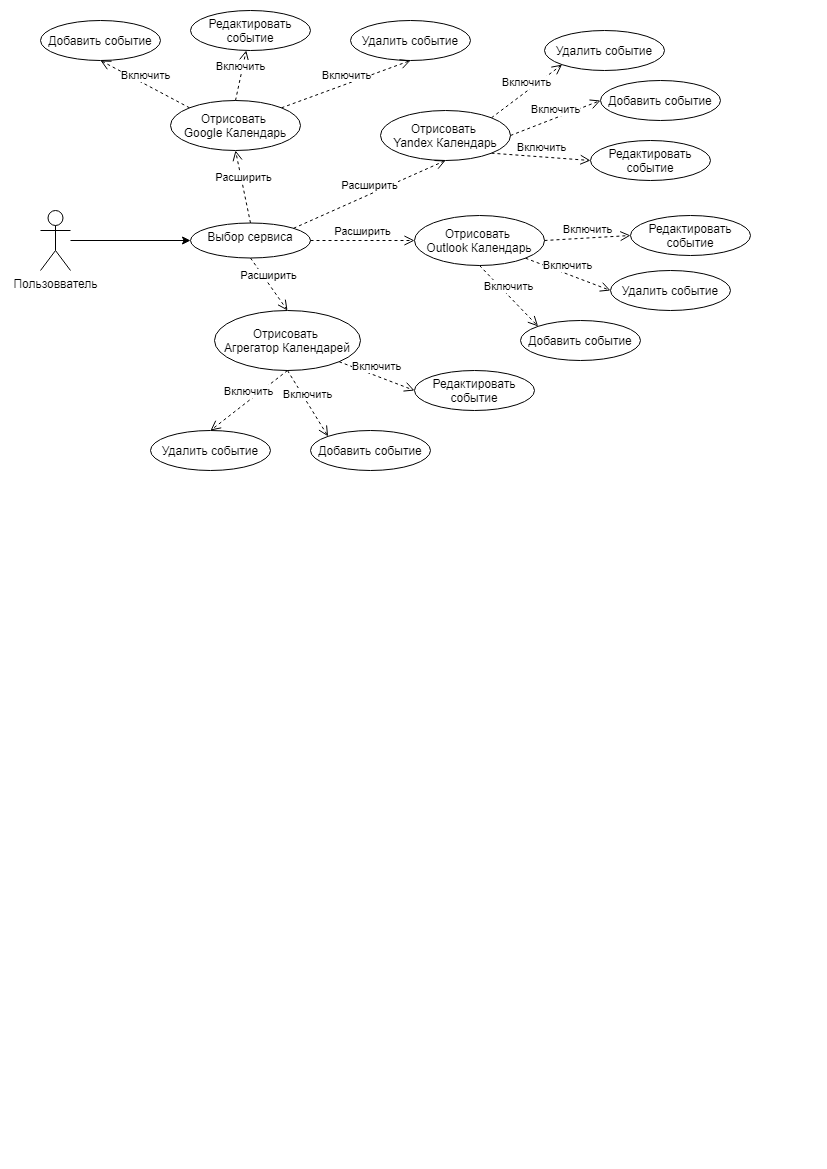 Добавить событие
Редактировать
событие
Удалить событие
Включить
Включить
Включить
Отрисовать
Google Календарь
Удалить событие
Включить
Добавить событие
Включить
Отрисовать
Yandex Календарь
Включить
Редактировать
событие
Расширить
Расширить
Пользовватель
Выбор сервиса
Расширить
Отрисовать
Outlook Календарь
Включить
Редактировать
событие
Включить
Удалить событие
Включить
Добавить событие
Расширить
Отрисовать
Агрегатор Календарей
Включить
Редактировать
событие
Включить
Включить
Удалить событие
Добавить событие